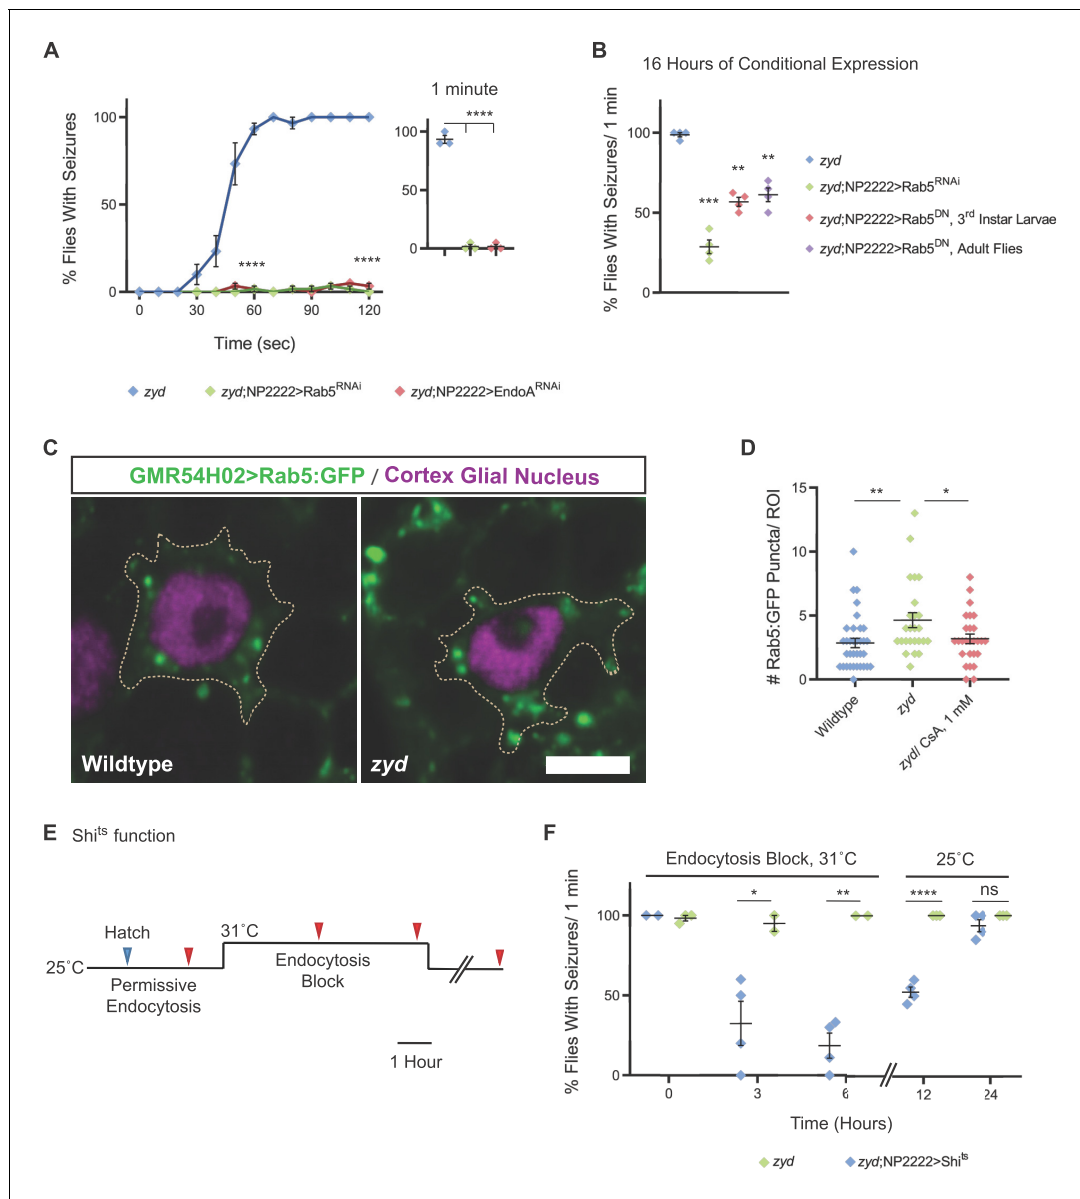 A
% Flies With Seizures
100
50
0
0 30 60 90 120
Time (sec)
****
****
1 minute
****
100
50
0
zyd
zyd;NP2222>Rab5RNAi
zyd;NP2222>EndoARNAi
B
16 Hours of Conditional Expression
% Flies With Seizures/ 1 min
100
50
0
***
**
**
zyd
zyd;NP2222>Rab5RNAi
zyd;NP2222>Rab5DN, 3rd Instar Larvae
zyd;NP2222>Rab5DN, Adult Flies
C
GMR54H02>Rab5:GFP / Cortex Glial Nucleus
Wildtype
zyd
D
# Rab5:GFP Puncta/ ROI
15
10
5
0
**
*
Wildtype
zyd
zyd/ CsA, 1 mM
E
Shits function
Hatch
31˚C
25˚C
Permissive
Endocytosis
Endocytosis
Block
1 Hour
F
Endocytosis Block, 31˚C
25˚C
% Flies With Seizures/ 1 min
100
50
0
*
**
****
ns
0 3 6 12 24
Time (Hours)
zyd
zyd;NP2222>Shits